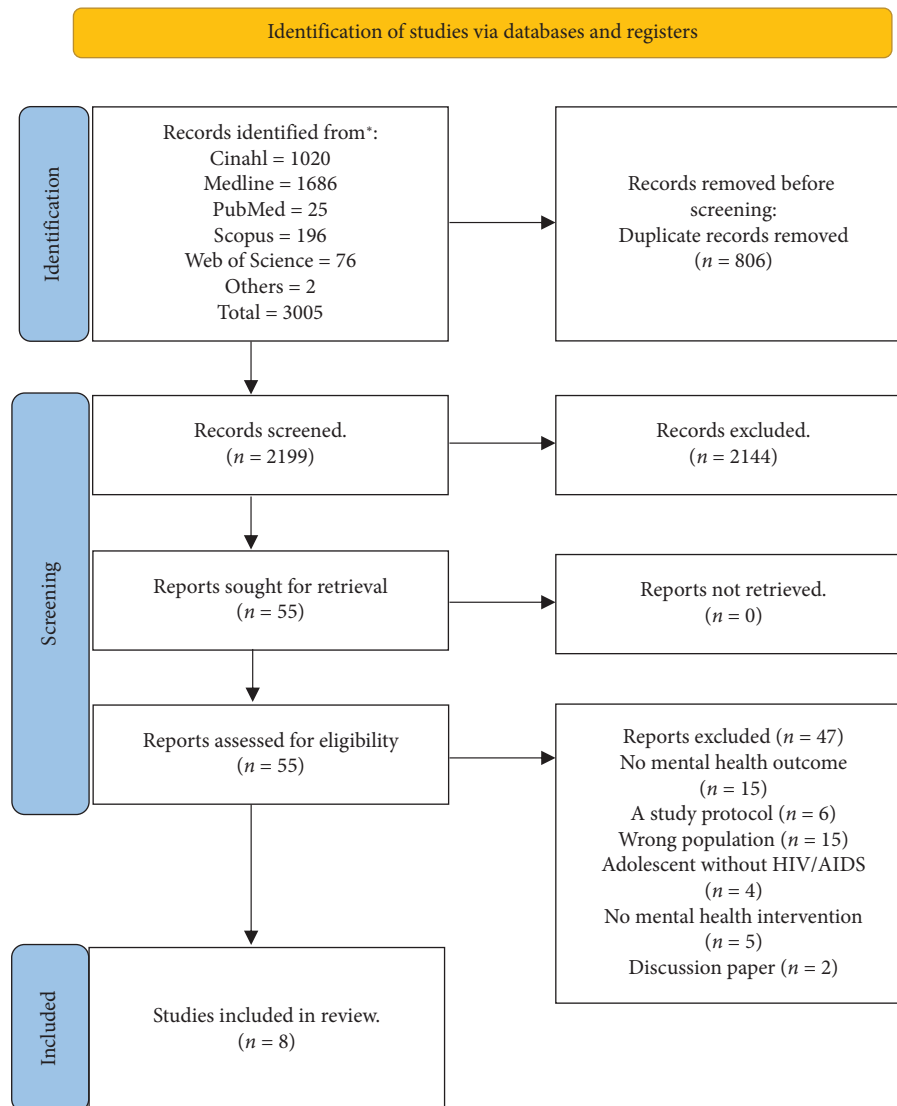 Identification of studies via databases and registers
Identification
Records identified from*:
Cinahl = 1020
Medline = 1686
PubMed = 25
Scopus = 196
Web of Science = 76
Others = 2
Total = 3005
Records removed before
screening:
Duplicate records removed
(n = 806)
Screening
Records screened.
(n = 2199)
Records excluded.
(n = 2144)
Reports sought for retrieval
(n = 55)
Reports not retrieved.
(n = 0)
Reports assessed for eligibility
(n = 55)
Reports excluded (n = 47)
No mental health outcome
(n = 15)
A study protocol (n = 6)
Wrong population (n = 15)
Adolescent without HIV/AIDS
(n = 4)
No mental health intervention
(n = 5)
Discussion paper (n = 2)
Included
Studies included in review.
(n = 8)